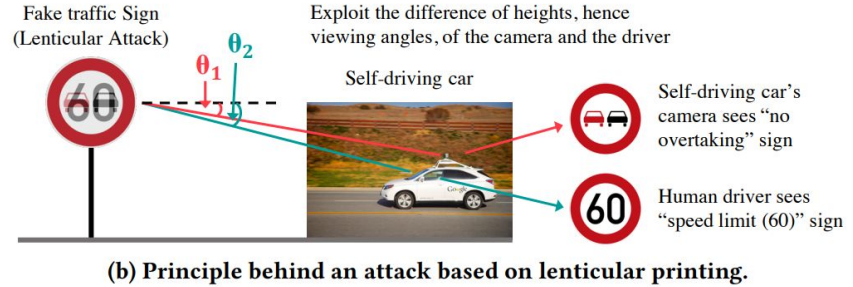 Fake traffic Sign
(Lenticular Attack)
Exploit the difference of heights, hence
viewing angles, of the camera and the driver
θ1
θ2
Self-driving car
60
Google
Self-driving car's
camera sees “no
overtaking” sign
60
Human driver sees
“speed limit (60)” sign
(b) Principle behind an attack based on lenticular printing.